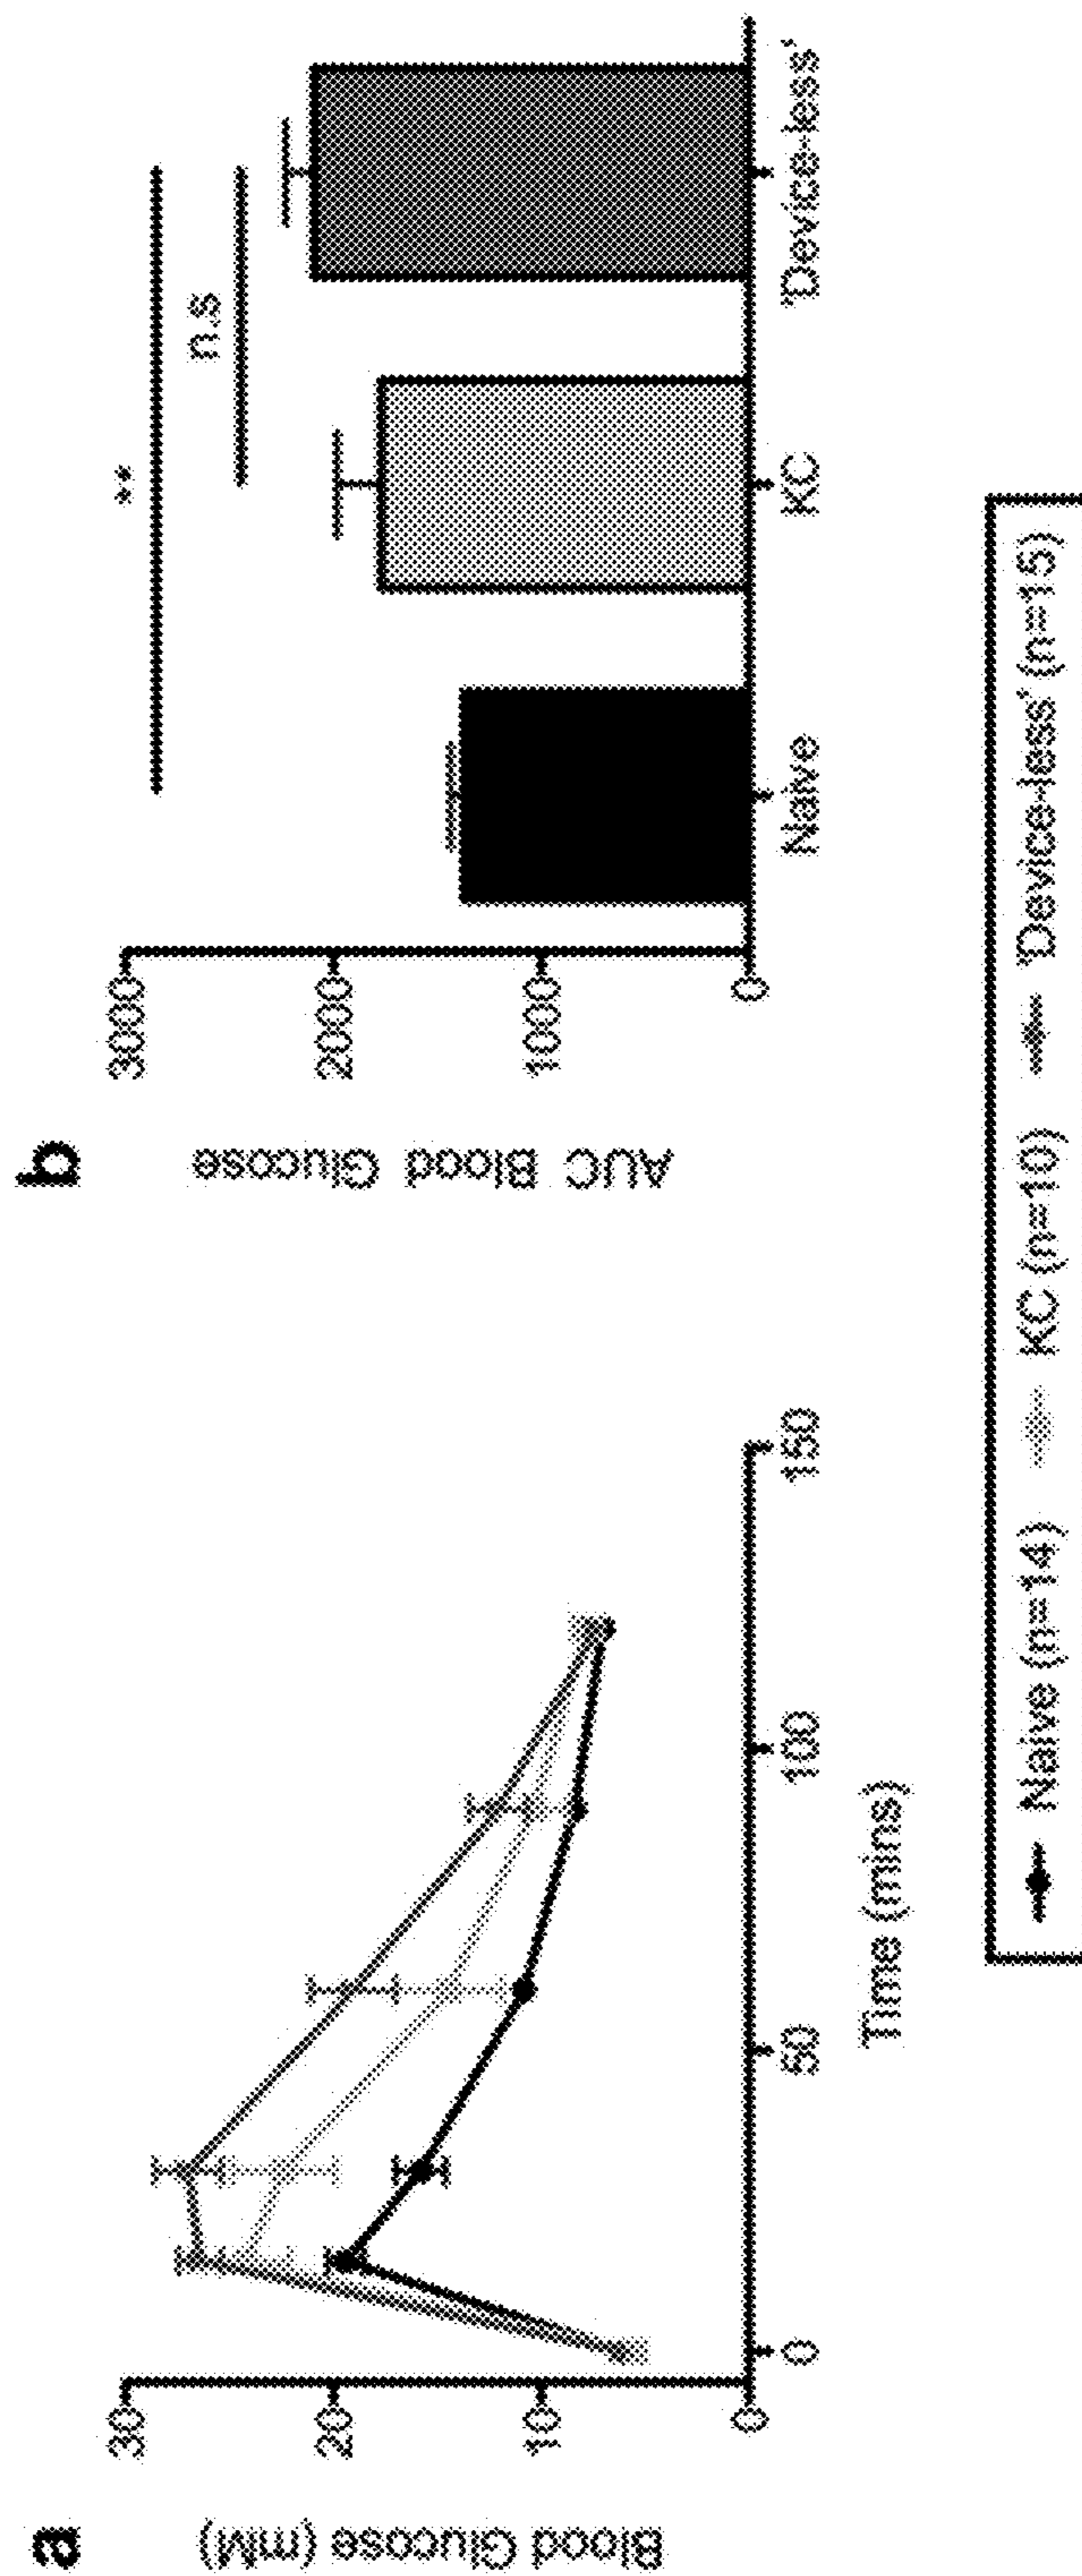 a
Blood Glucose (mM)
30
20
10
0
0
50
100
150
Time (mins)
b
AUC Blood Glucose
3000
2000
1000
0
**
n.s
Naive
KC
'Device-less'
Naive (n=14)
KC (n=10)
'Device-less' (n=15)